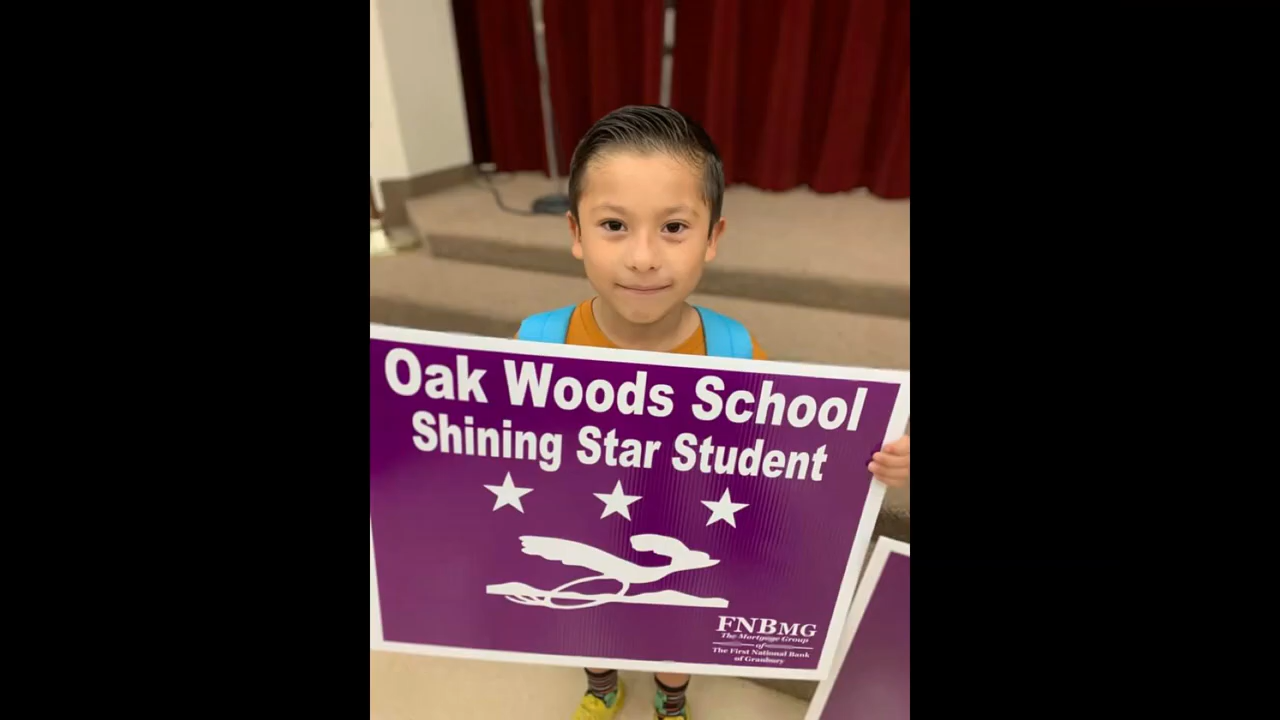 Oak Woods School
Shining Star Student
FNBMG
The Mortgage Group
of
The First National Bank
of Granbury